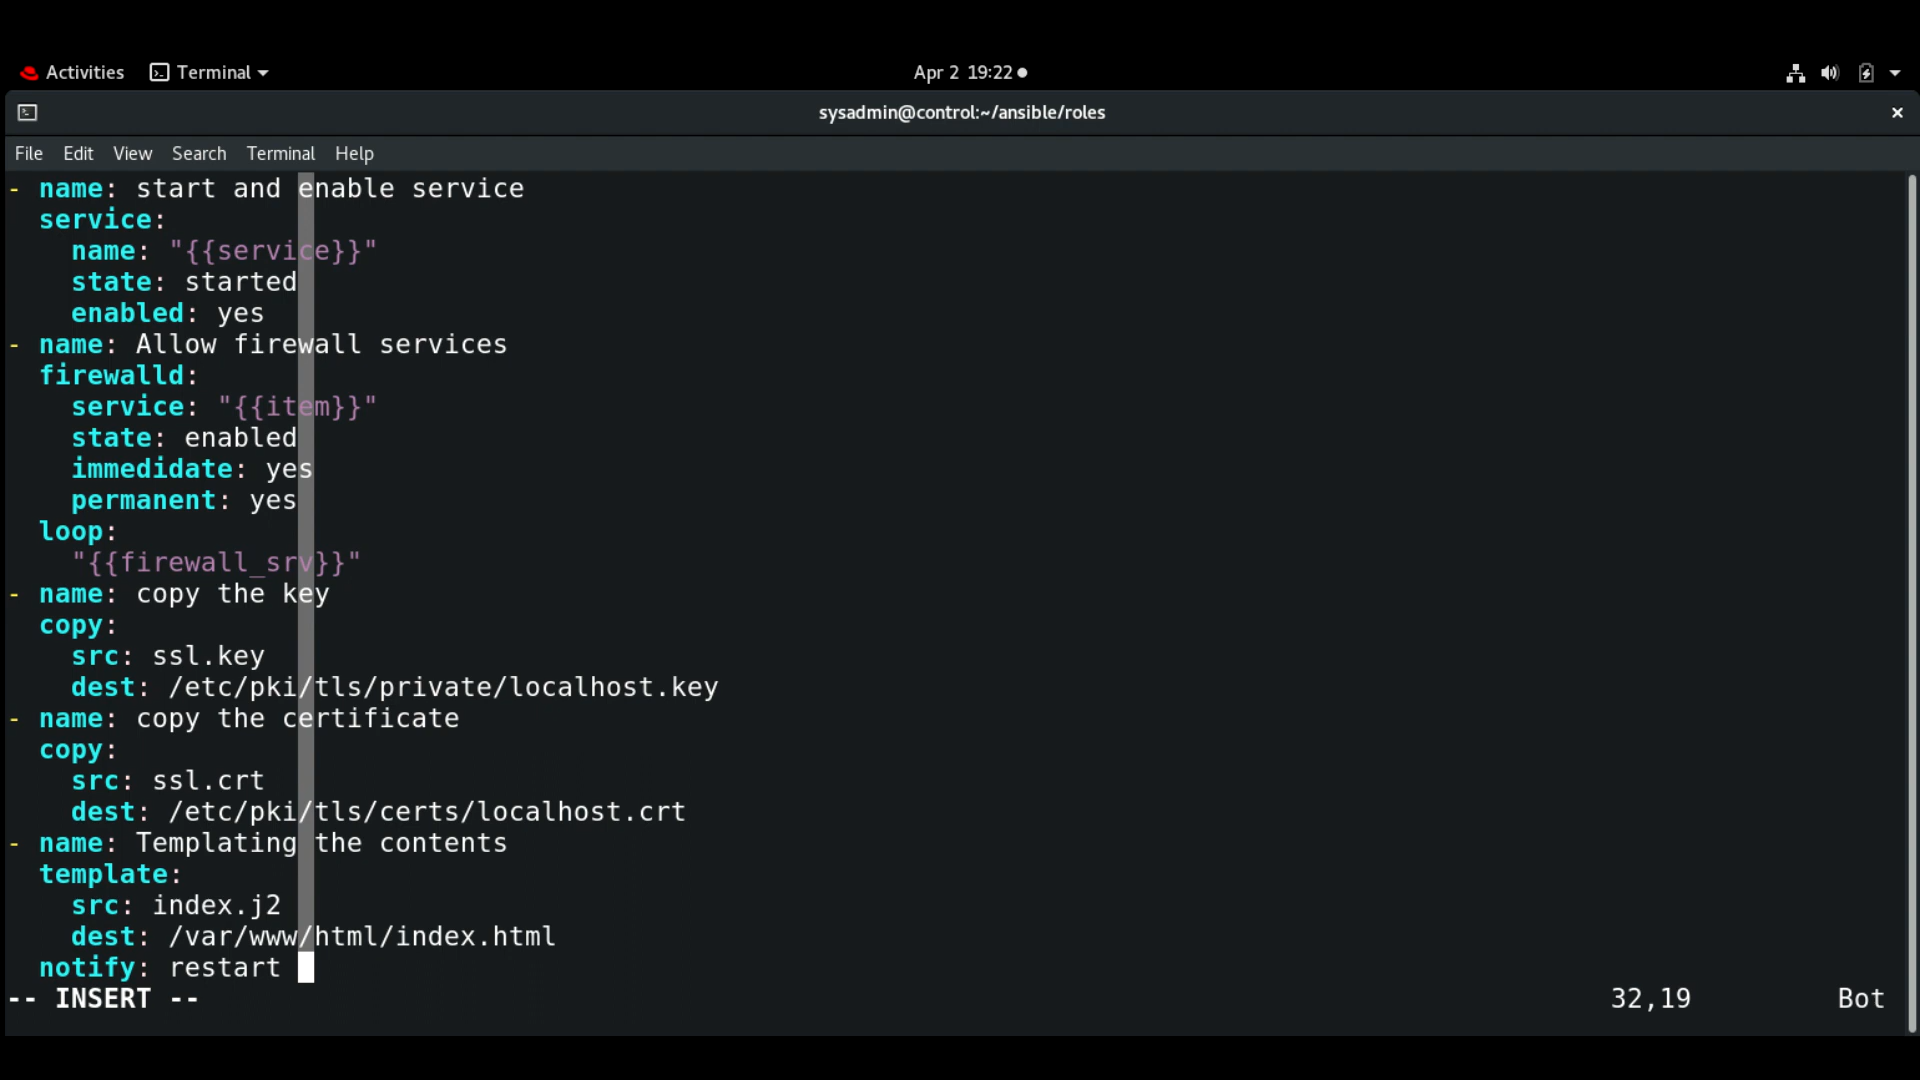 Activities Terminal Apr 2 19:22
sysadmin@control:~/ansible/roles
File Edit View Search Terminal Help
- name: start and enable service
  service:
    name: "{{service}}"
    state: started
    enabled: yes
- name: Allow firewall services
  firewalld:
    service: "{{item}}"
    state: enabled
    immedidate: yes
    permanent: yes
  loop:
    "{{firewall_srv}}"
- name: copy the key
  copy:
    src: ssl.key
    dest: /etc/pki/tls/private/localhost.key
- name: copy the certificate
  copy:
    src: ssl.crt
    dest: /etc/pki/tls/certs/localhost.crt
- name: Templating the contents
  template:
    src: index.j2
    dest: /var/www/html/index.html
  notify: restart
-- INSERT -- 32,19 Bot